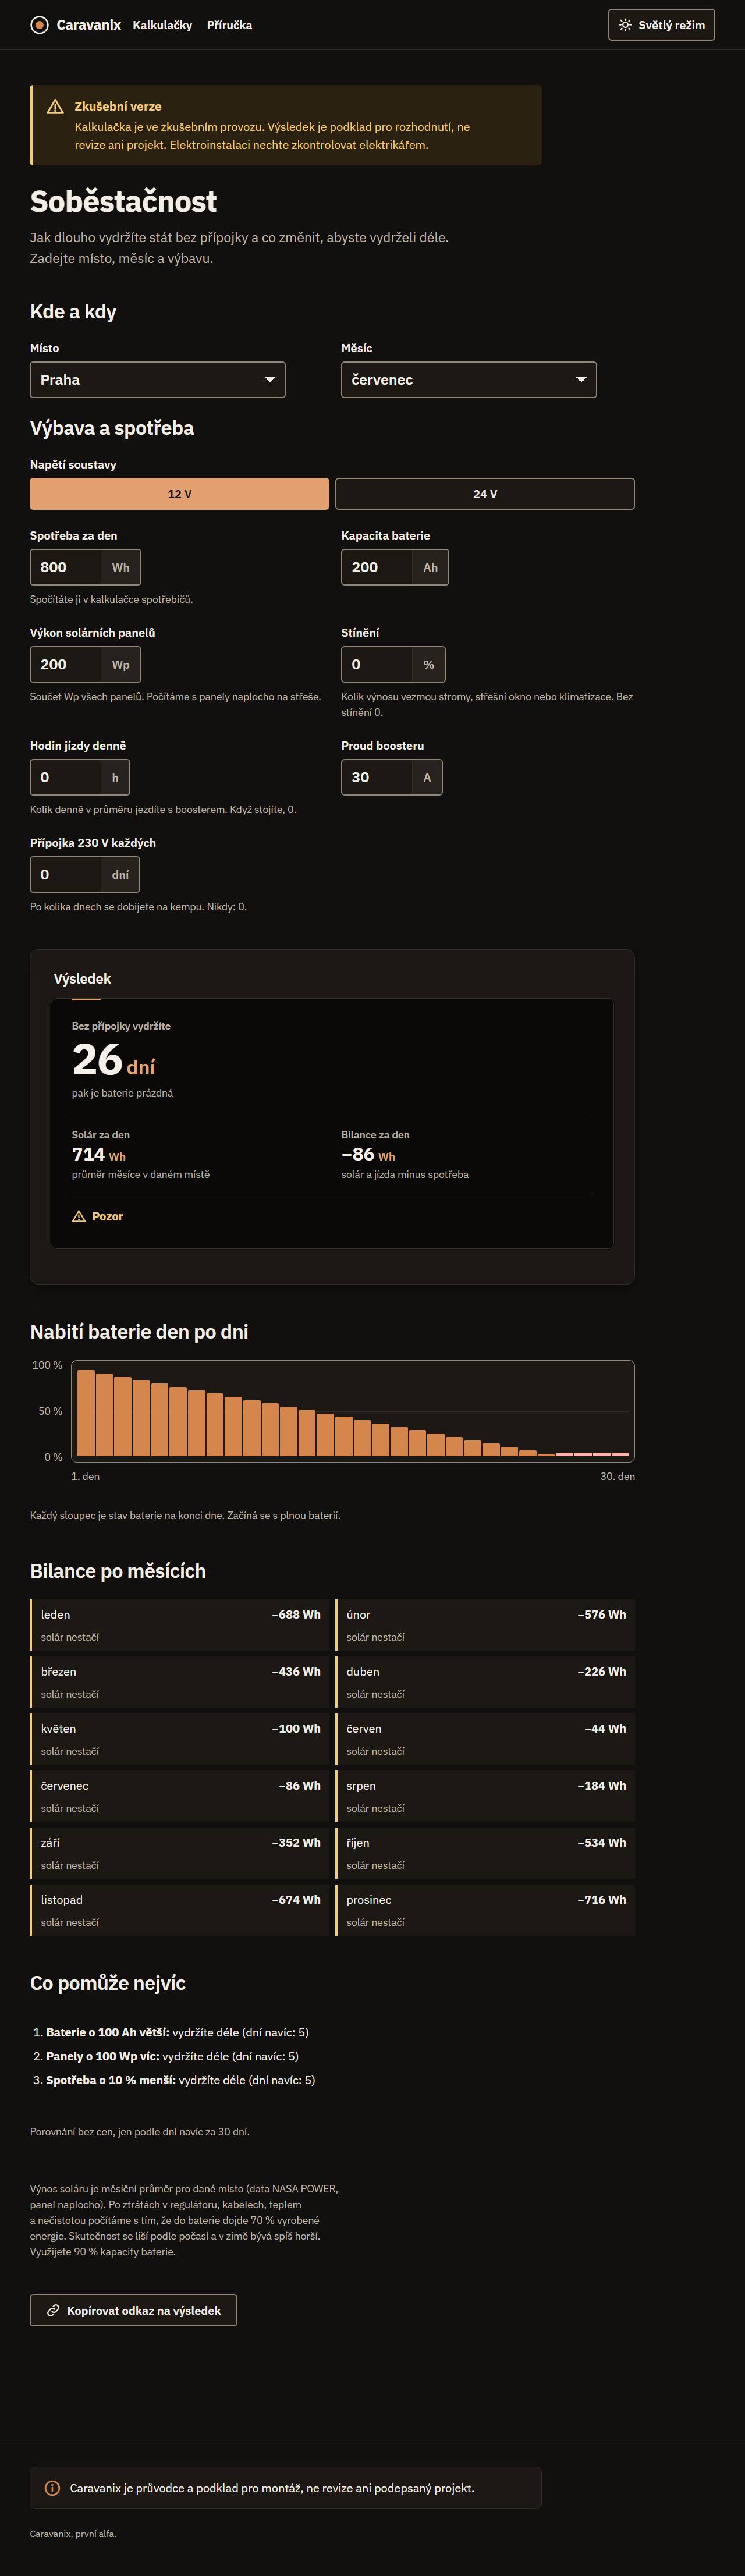 Caravanix Kalkulačky Příručka Světlý režim
Zkušební verze
Kalkulačka je ve zkušebním provozu. Výsledek je podklad pro rozhodnutí, ne
revize ani projekt. Elektroinstalaci nechte zkontrolovat elektrikářem.
Soběstačnost
Jak dlouho vydržíte stát bez přípojky a co změnit, abyste vydrželi déle.
Zadejte místo, měsíc a výbavu.
Kde a kdy
Místo
Praha
Měsíc
červenec
Výbava a spotřeba
Napětí soustavy
12 V
24 V
Spotřeba za den
800 Wh
Spočítáte ji v kalkulačce spotřebičů.
Kapacita baterie
200 Ah
Výkon solárních panelů
200 Wp
Součet Wp všech panelů. Počítáme s panely naplocho na střeše.
Stínění
0 %
Kolik výnosu vezmou stromy, střešní okno nebo klimatizace. Bez
stínění 0.
Hodin jízdy denně
0 h
Kolik denně v průměru jezdíte s boosterem. Když stojíte, 0.
Proud boosteru
30 A
Přípojka 230 V každých
0 dní
Po kolika dnech se dobijete na kempu. Nikdy: 0.
Výsledek
Bez přípojky vydržíte
26 dní
pak je baterie prázdná
Solár za den
714 Wh
průměr měsíce v daném místě
Bilance za den
−86 Wh
solár a jízda minus spotřeba
Pozor
Nabití baterie den po dni
100 %
50 %
0 %
1. den
30. den
Každý sloupec je stav baterie na konci dne. Začíná se s plnou baterií.
Bilance po měsících
leden −688 Wh
solár nestačí
únor −576 Wh
solár nestačí
březen −436 Wh
solár nestačí
duben −226 Wh
solár nestačí
květen −100 Wh
solár nestačí
červen −44 Wh
solár nestačí
červenec −86 Wh
solár nestačí
srpen −184 Wh
solár nestačí
září −352 Wh
solár nestačí
říjen −534 Wh
solár nestačí
listopad −674 Wh
solár nestačí
prosinec −716 Wh
solár nestačí
Co pomůže nejvíc
1. Baterie o 100 Ah větší: vydržíte déle (dní navíc: 5)
2. Panely o 100 Wp víc: vydržíte déle (dní navíc: 5)
3. Spotřeba o 10 % menší: vydržíte déle (dní navíc: 5)
Porovnání bez cen, jen podle dní navíc za 30 dní.
Výnos soláru je měsíční průměr pro dané místo (data NASA POWER,
panel naplocho). Po ztrátách v regulátoru, kabelech, teplem
a nečistotou počítáme s tím, že do baterie dojde 70 % vyrobené
energie. Skutečnost se liší podle počasí a v zimě bývá spíš horší.
Využijete 90 % kapacity baterie.
Kopírovat odkaz na výsledek
Caravanix je průvodce a podklad pro montáž, ne revize ani podepsaný projekt.
Caravanix, první alfa.